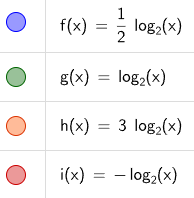 f(x) = 1/2 log₂(x)
g(x) = log₂(x)
h(x) = 3 log₂(x)
i(x) = −log₂(x)